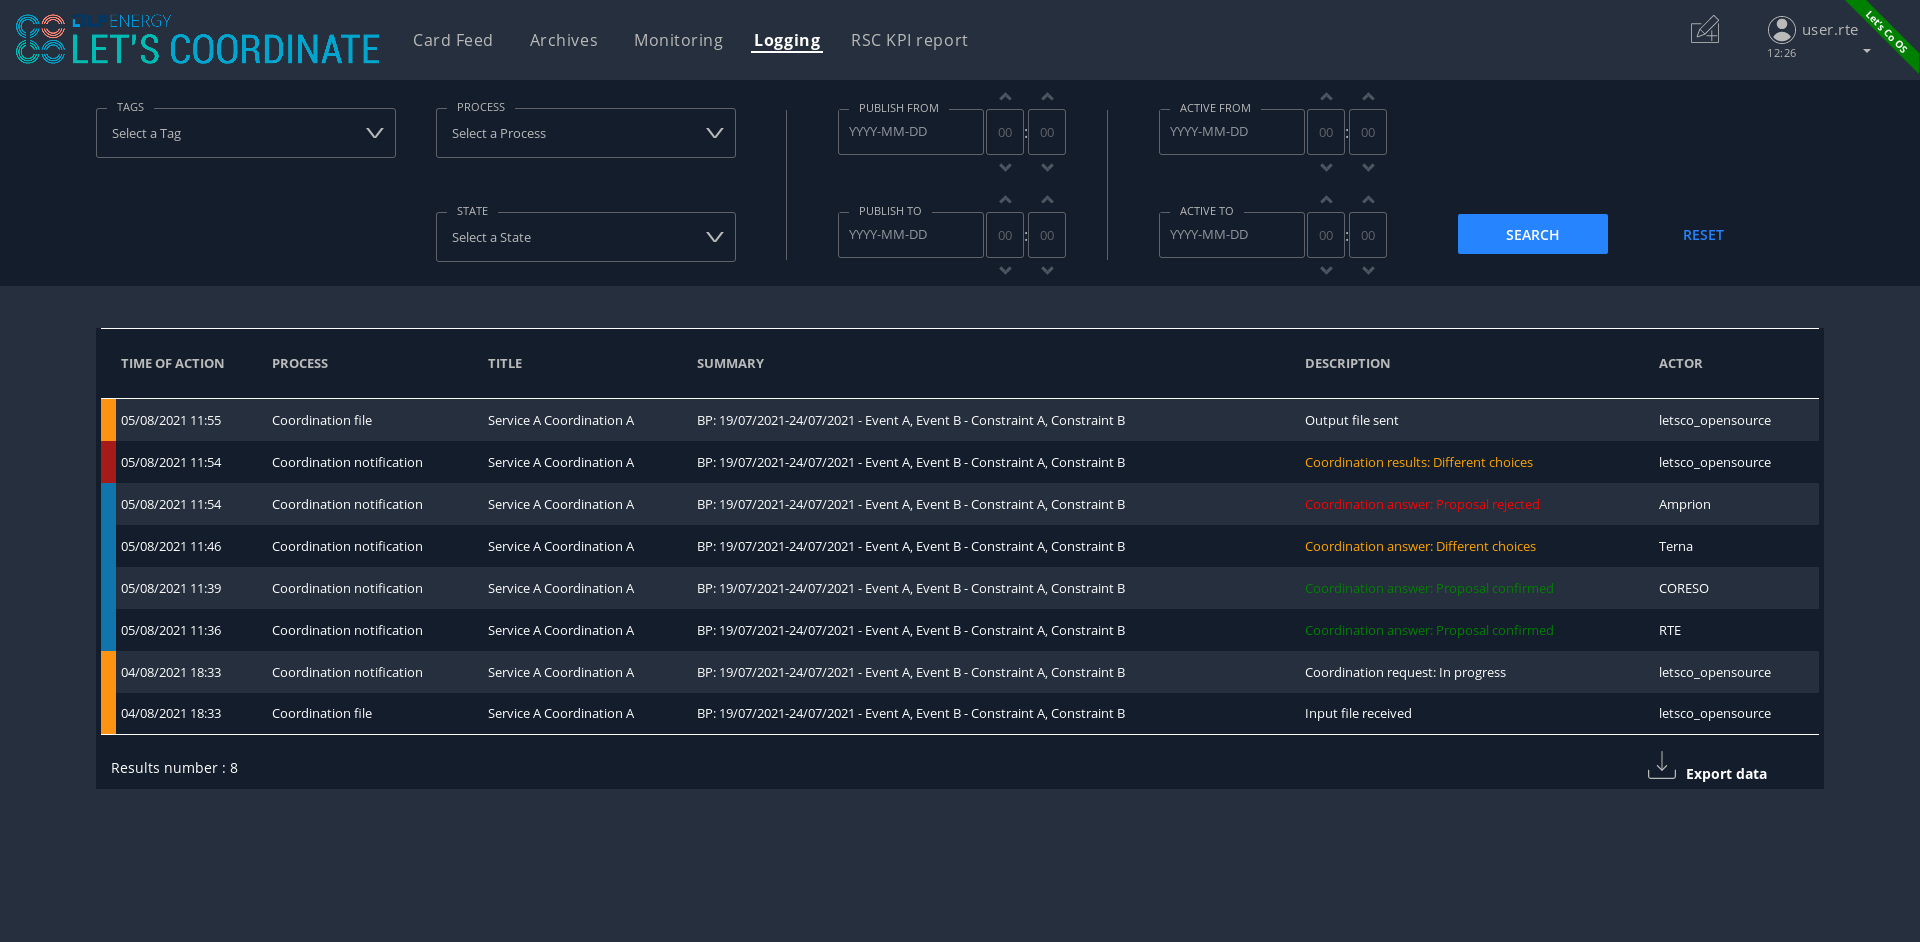 ENERGY
LET'S COORDINATE
Card Feed Archives Monitoring Logging RSC KPI report
user.rte
12:26
Let's Co OS
TAGS
Select a Tag
PROCESS
Select a Process
STATE
Select a State
PUBLISH FROM
YYYY-MM-DD 00 : 00
PUBLISH TO
YYYY-MM-DD 00 : 00
ACTIVE FROM
YYYY-MM-DD 00 : 00
ACTIVE TO
YYYY-MM-DD 00 : 00
SEARCH RESET
TIME OF ACTION PROCESS TITLE SUMMARY DESCRIPTION ACTOR
05/08/2021 11:55 Coordination file Service A Coordination A BP: 19/07/2021-24/07/2021 - Event A, Event B - Constraint A, Constraint B Output file sent letsco_opensource
05/08/2021 11:54 Coordination notification Service A Coordination A BP: 19/07/2021-24/07/2021 - Event A, Event B - Constraint A, Constraint B Coordination results: Different choices letsco_opensource
05/08/2021 11:54 Coordination notification Service A Coordination A BP: 19/07/2021-24/07/2021 - Event A, Event B - Constraint A, Constraint B Coordination answer: Proposal rejected Amprion
05/08/2021 11:46 Coordination notification Service A Coordination A BP: 19/07/2021-24/07/2021 - Event A, Event B - Constraint A, Constraint B Coordination answer: Different choices Terna
05/08/2021 11:39 Coordination notification Service A Coordination A BP: 19/07/2021-24/07/2021 - Event A, Event B - Constraint A, Constraint B Coordination answer: Proposal confirmed CORESO
05/08/2021 11:36 Coordination notification Service A Coordination A BP: 19/07/2021-24/07/2021 - Event A, Event B - Constraint A, Constraint B Coordination answer: Proposal confirmed RTE
04/08/2021 18:33 Coordination notification Service A Coordination A BP: 19/07/2021-24/07/2021 - Event A, Event B - Constraint A, Constraint B Coordination request: In progress letsco_opensource
04/08/2021 18:33 Coordination file Service A Coordination A BP: 19/07/2021-24/07/2021 - Event A, Event B - Constraint A, Constraint B Input file received letsco_opensource
Results number : 8
Export data